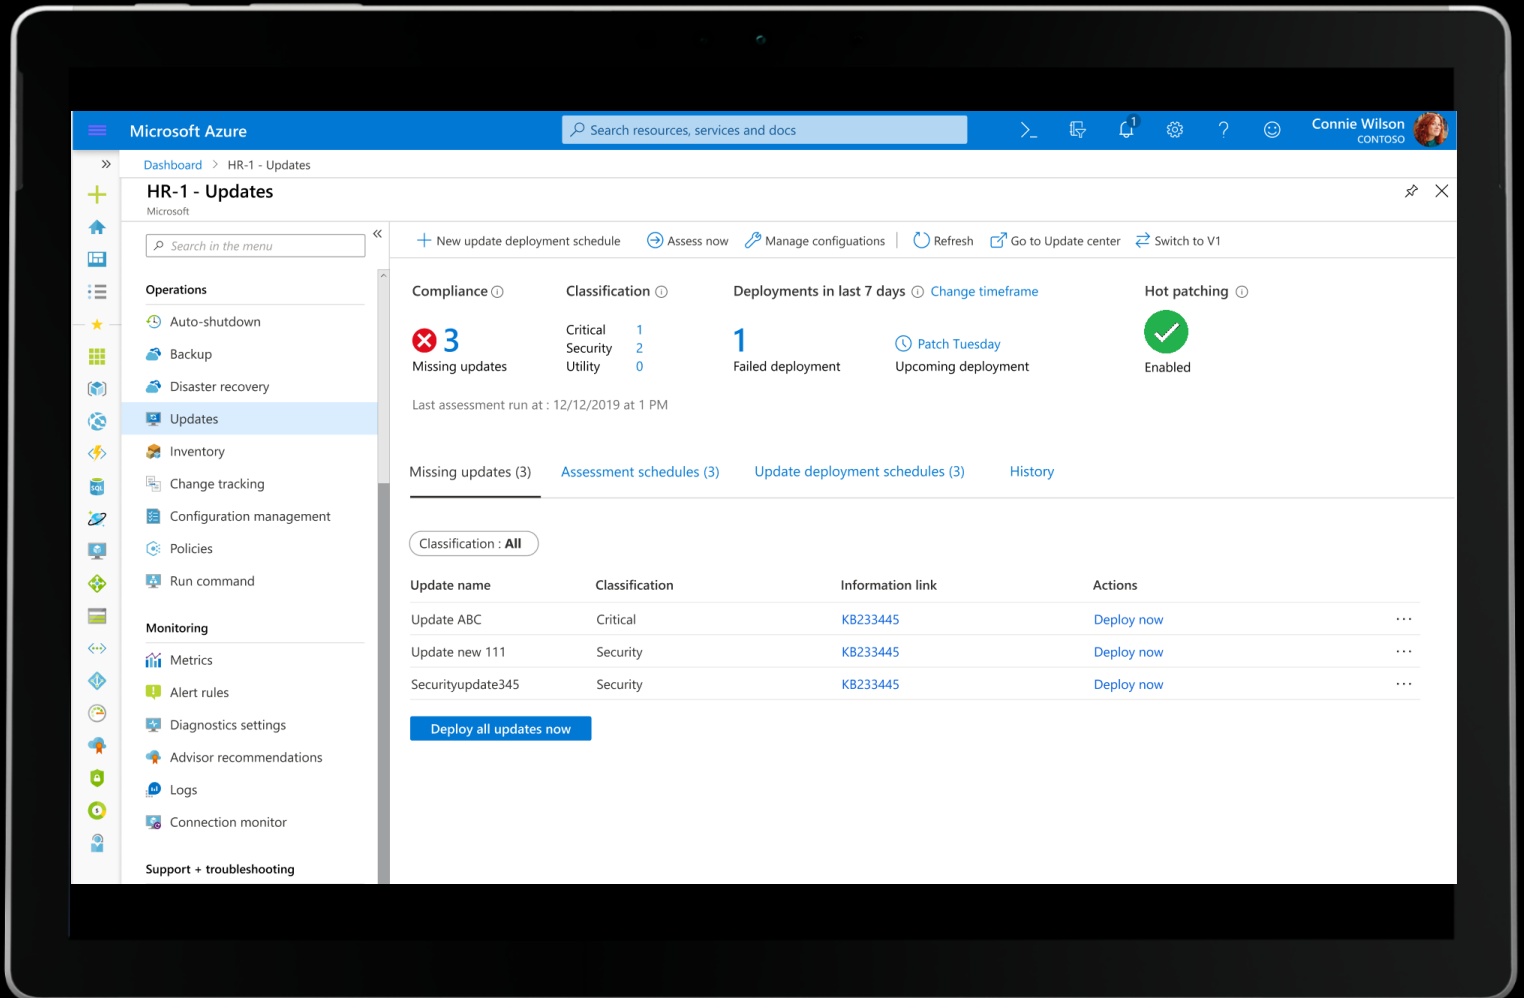 Microsoft Azure
Search resources, services and docs
1
Connie Wilson
CONTOSO
Dashboard > HR-1 - Updates
HR-1 - Updates
Microsoft
Search in the menu
New update deployment schedule
Assess now
Manage configuations
Refresh
Go to Update center
Switch to V1
Operations
Auto-shutdown
Backup
Disaster recovery
Updates
Inventory
Change tracking
Configuration management
Policies
Run command
Monitoring
Metrics
Alert rules
Diagnostics settings
Advisor recommendations
Logs
Connection monitor
Support + troubleshooting
Compliance
3
Missing updates
Classification
Critical 1
Security 2
Utility 0
Deployments in last 7 days Change timeframe
1
Failed deployment
Patch Tuesday
Upcoming deployment
Hot patching
Enabled
Last assessment run at : 12/12/2019 at 1 PM
Missing updates (3) Assessment schedules (3) Update deployment schedules (3) History
Classification : All
Update name Classification Information link Actions
Update ABC Critical KB233445 Deploy now ...
Update new 111 Security KB233445 Deploy now ...
Securityupdate345 Security KB233445 Deploy now ...
Deploy all updates now